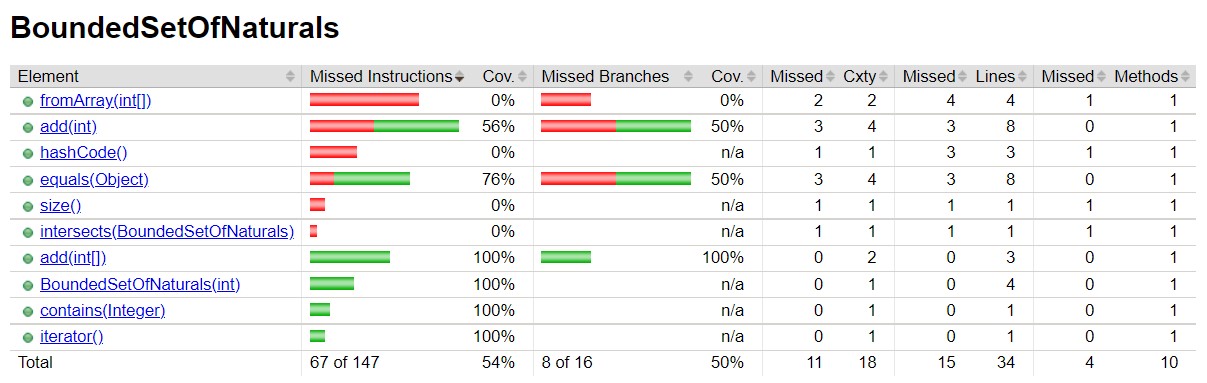 BoundedSetOfNaturals
Element Missed Instructions Cov. Missed Branches Cov. Missed Cxty Missed Lines Missed Methods
fromArray(int[]) 0% 0% 2 2 4 4 1 1
add(int) 56% 50% 3 4 3 8 0 1
hashCode() 0% n/a 1 1 3 3 1 1
equals(Object) 76% 50% 3 4 3 8 0 1
size() 0% n/a 1 1 1 1 1 1
intersects(BoundedSetOfNaturals) 0% n/a 1 1 1 1 1 1
add(int[]) 100% 100% 0 2 0 3 0 1
BoundedSetOfNaturals(int) 100% n/a 0 1 0 4 0 1
contains(Integer) 100% n/a 0 1 0 1 0 1
iterator() 100% n/a 0 1 0 1 0 1
Total 67 of 147 54% 8 of 16 50% 11 18 15 34 4 10